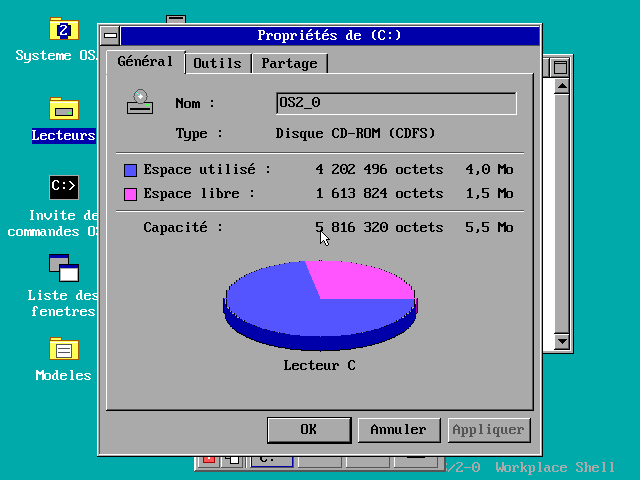 Propriétés de (C:)
Général
Outils
Partage
Nom :
OS2_0
Type :
Disque CD-ROM (CDFS)
Espace utilisé :
4 202 496 octets
4,0 Mo
Espace libre :
1 613 824 octets
1,5 Mo
Capacité :
5 816 320 octets
5,5 Mo
Lecteur C
OK
Annuler
Appliquer
2
Systeme OS
Lecteurs
C:>
Invite de
commandes OS
Liste des
fenetres
Modeles
C:
/2-0 Workplace Shell